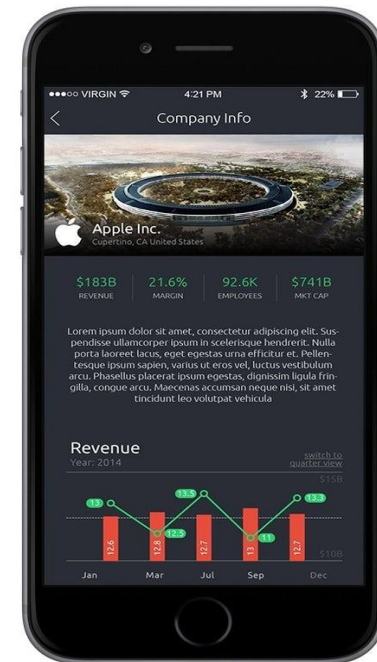 VIRGIN 4:21 PM 22%
Company Info
Apple Inc.
Cupertino, CA United States
$183B 21.6% 92.6K $741B
REVENUE MARGIN EMPLOYEES MKT CAP
Lorem ipsum dolor sit amet, consectetur adipiscing elit. Sus-
pendisse ullamcorper ipsum in scelerisque hendrerit. Nulla
porta laoreet lacus, eget egestas urna efficitur et. Pellen-
tesque ipsum sapien, varius ut eros vel, luctus vestibulum
arcu. Phasellus placerat ipsum egestas, dignissim ligula frin-
gilla, congue arcu. Maecenas accumsan neque nisi, sit amet
tincidunt leo volutpat vehicula
Revenue
Year: 2014
switch to
quarter view
$15B
13 13.5 13.3
12.5 11
12.6 12.8 12.7 13 12.7
$10B
Jan Mar Jul Sep Dec